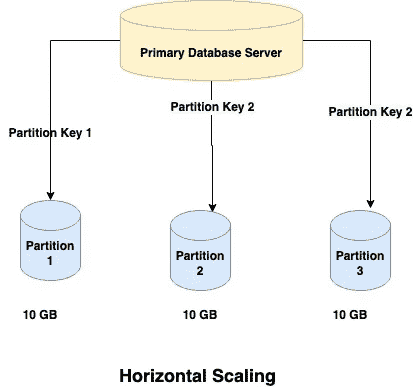 Primary Database Server
Partition Key 2
Partition Key 2
Partition Key 1
Partition
1
Partition
2
Partition
3
10 GB
10 GB
10 GB
Horizontal Scaling